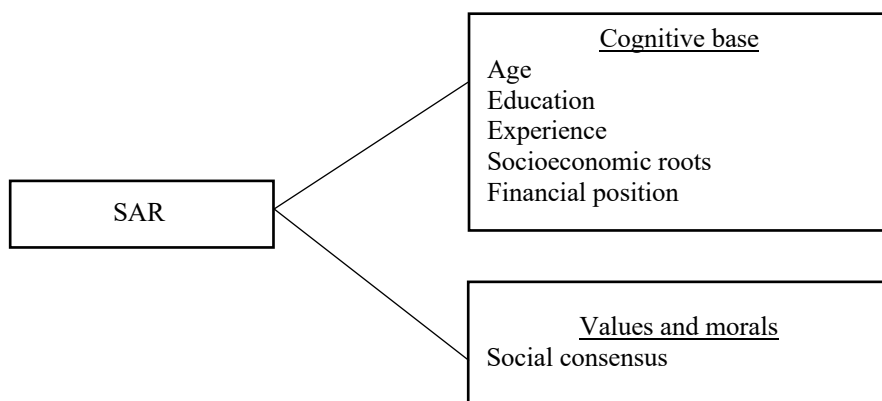 SAR
Cognitive base
Age
Education
Experience
Socioeconomic roots
Financial position
Values and morals
Social consensus